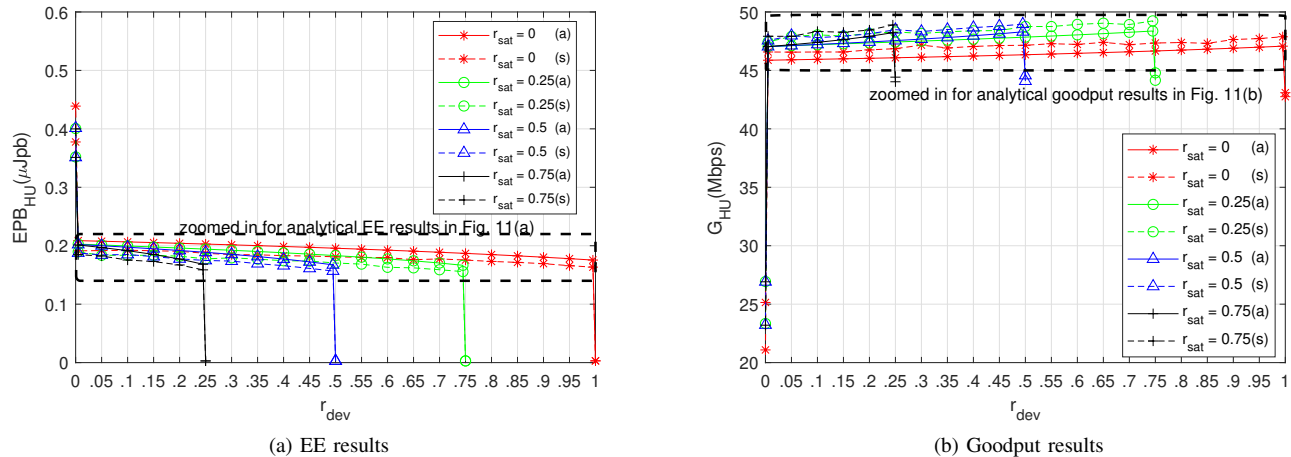 0.6
0.5
0.4
0.3
0.2
0.1
0
EPB_HU(μJpb)
r_sat = 0 (a)
r_sat = 0 (s)
r_sat = 0.25(a)
r_sat = 0.25(s)
r_sat = 0.5 (a)
r_sat = 0.5 (s)
r_sat = 0.75(a)
r_sat = 0.75(s)
zoomed in for analytical EE results in Fig. 11(a)
0 .05 .1 .15 .2 .25 .3 .35 .4 .45 .5 .55 .6 .65 .7 .75 .8 .85 .9 .95 1
r_dev
(a) EE results
50
45
40
35
30
25
20
G_HU(Mbps)
zoomed in for analytical goodput results in Fig. 11(b)
r_sat = 0 (a)
r_sat = 0 (s)
r_sat = 0.25(a)
r_sat = 0.25(s)
r_sat = 0.5 (a)
r_sat = 0.5 (s)
r_sat = 0.75(a)
r_sat = 0.75(s)
0 .05 .1 .15 .2 .25 .3 .35 .4 .45 .5 .55 .6 .65 .7 .75 .8 .85 .9 .95 1
r_dev
(b) Goodput results